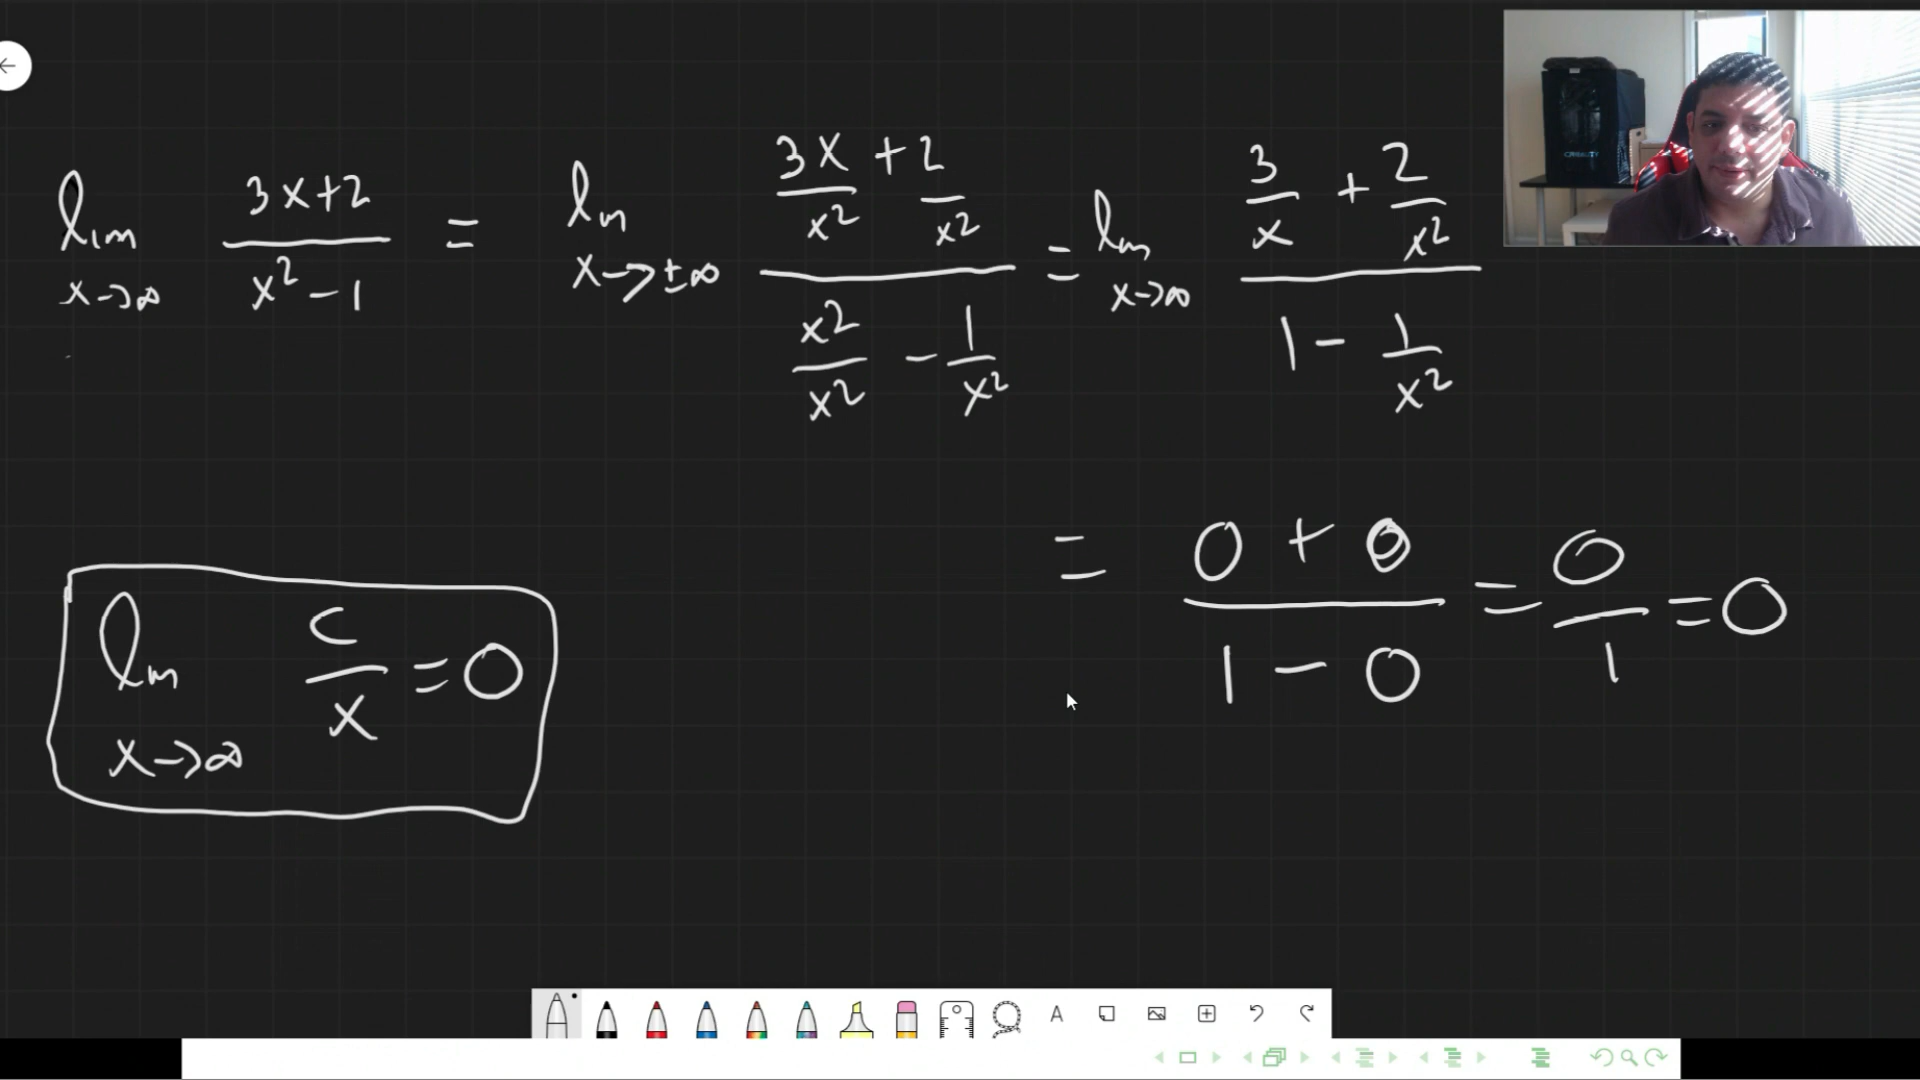 lim x→∞ (3x+2)/(x²-1) = lim x→±∞ (3x/x² + 2/x²)/(x²/x² - 1/x²) = lim x→∞ (3/x + 2/x²)/(1 - 1/x²)
= (0 + 0)/(1 - 0) = 0/1 = 0
lim x→∞ c/x = 0
A